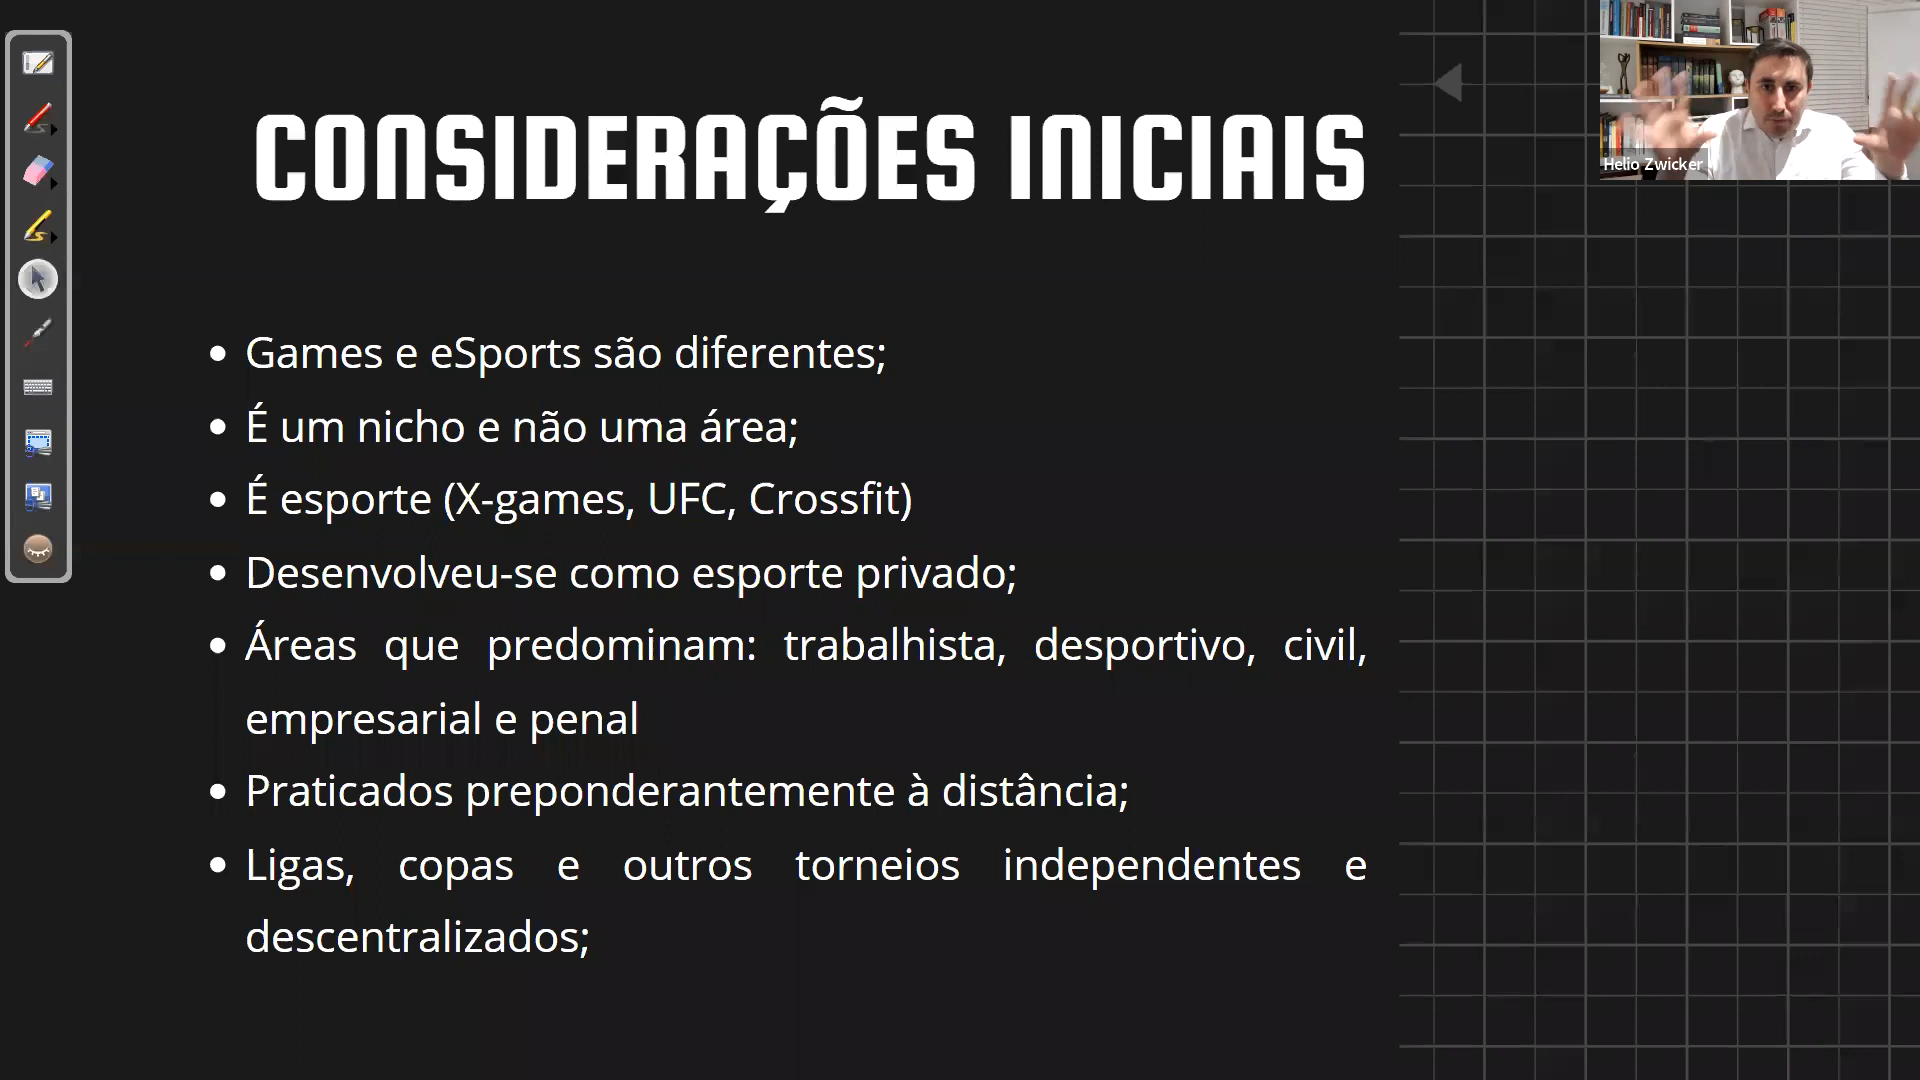 CONSIDERAÇÕES INICIAIS
Helio Zwicker
Games e eSports são diferentes;
É um nicho e não uma área;
É esporte (X-games, UFC, Crossfit)
Desenvolveu-se como esporte privado;
Áreas que predominam: trabalhista, desportivo, civil,
empresarial e penal
Praticados preponderantemente à distância;
Ligas, copas e outros torneios independentes e
descentralizados;